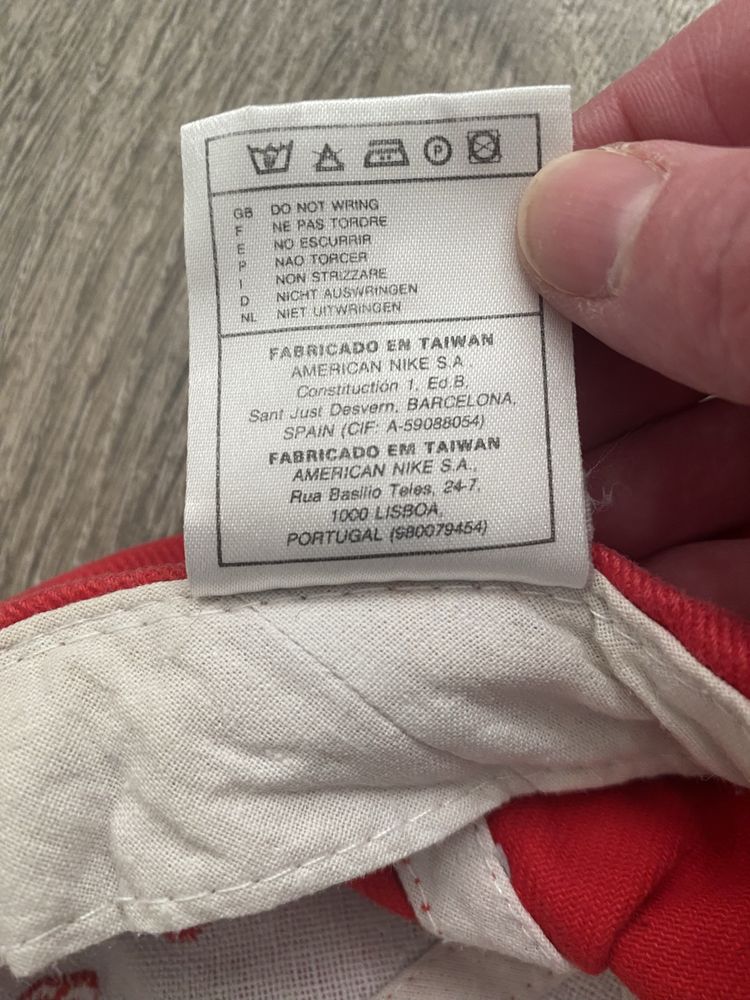 P
GB DO NOT WRING
F NE PAS TORDRE
E NO ESCURRIR
P NAO TORCER
I NON STRIZZARE
D NICHT AUSWRINGEN
NL NIET UITWRINGEN
FABRICADO EN TAIWAN
AMERICAN NIKE S.A.
Constituction 1, Ed.B,
Sant Just Desvern, BARCELONA,
SPAIN (CIF: A-59088054)
FABRICADO EM TAIWAN
AMERICAN NIKE S.A.,
Rua Basilio Teles, 24-7,
1000 LISBOA,
PORTUGAL (980079454)